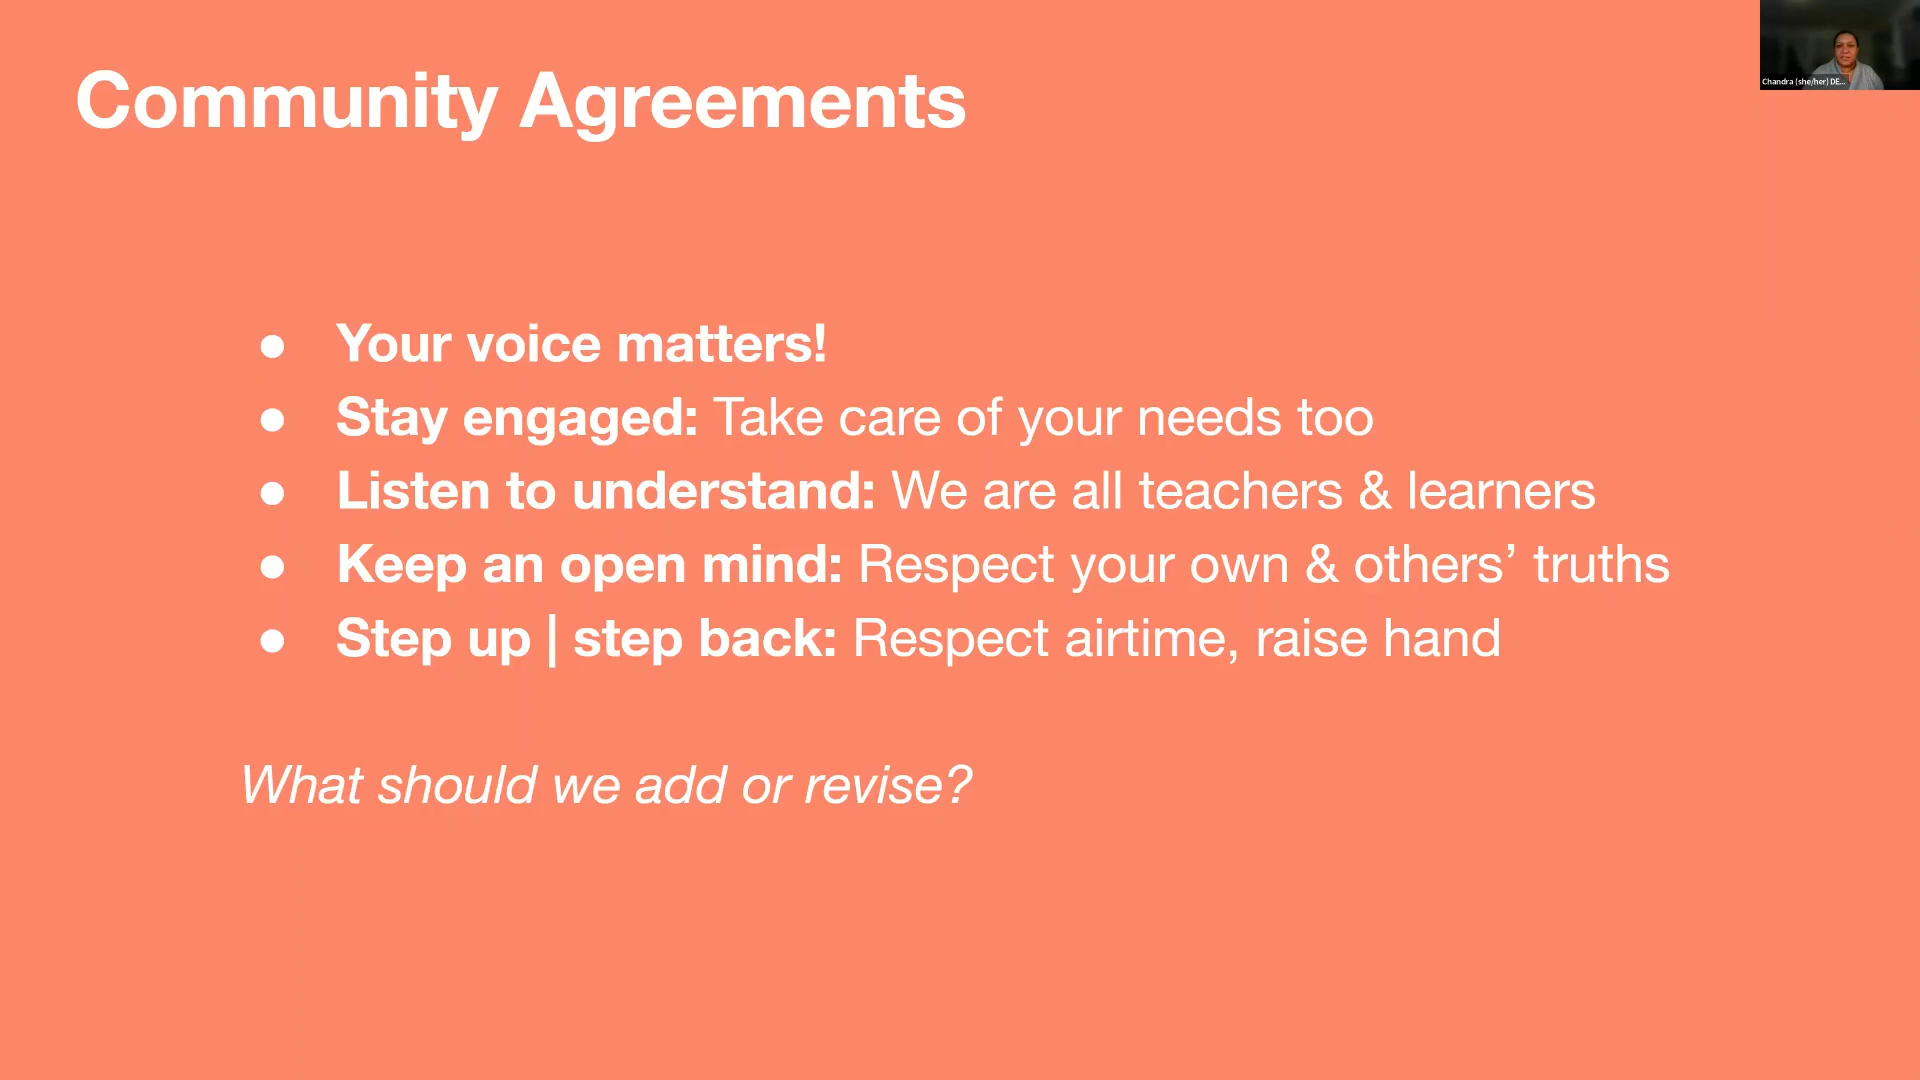 Community Agreements
Chandra (she/her) DE...
● Your voice matters!
● Stay engaged: Take care of your needs too
● Listen to understand: We are all teachers & learners
● Keep an open mind: Respect your own & others’ truths
● Step up | step back: Respect airtime, raise hand
What should we add or revise?